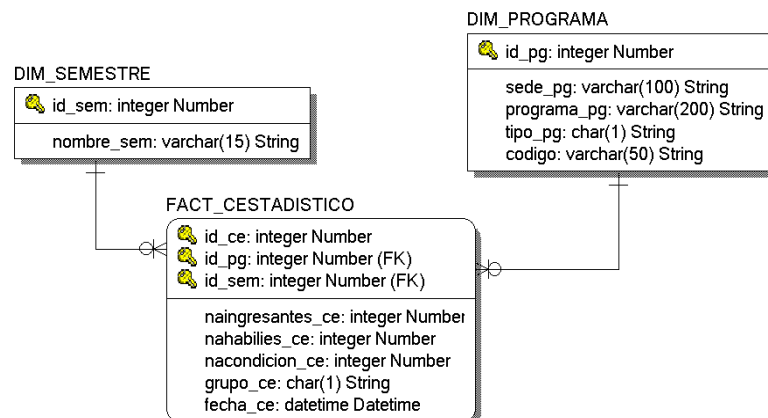 DIM_PROGRAMA
id_pg: integer Number
sede_pg: varchar(100) String
programa_pg: varchar(200) String
tipo_pg: char(1) String
codigo: varchar(50) String
DIM_SEMESTRE
id_sem: integer Number
nombre_sem: varchar(15) String
FACT_CESTADISTICO
id_ce: integer Number
id_pg: integer Number (FK)
id_sem: integer Number (FK)
naingresantes_ce: integer Number
nahabilies_ce: integer Number
nacondicion_ce: integer Number
grupo_ce: char(1) String
fecha_ce: datetime Datetime